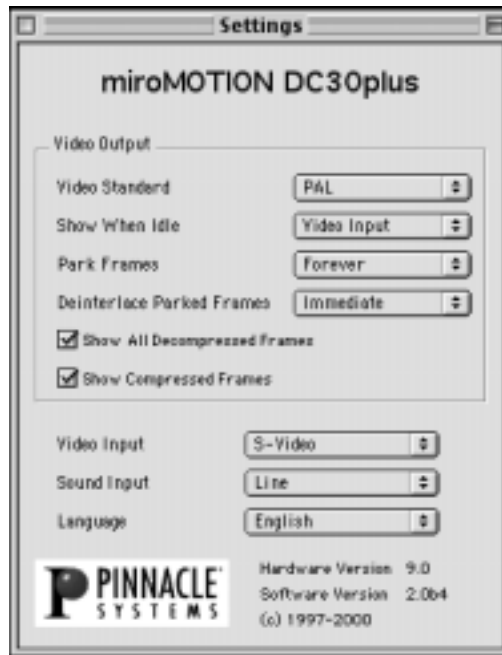 Settings
miroMOTION DC30plus
Video Output
Video Standard PAL
Show When Idle Video Input
Park Frames Forever
Deinterlace Parked Frames Immediate
Show All Decompressed Frames
Show Compressed Frames
Video Input S-Video
Sound Input Line
Language English
PINNACLE
SYSTEMS
Hardware Version 9.0
Software Version 2.0b4
(c) 1997-2000